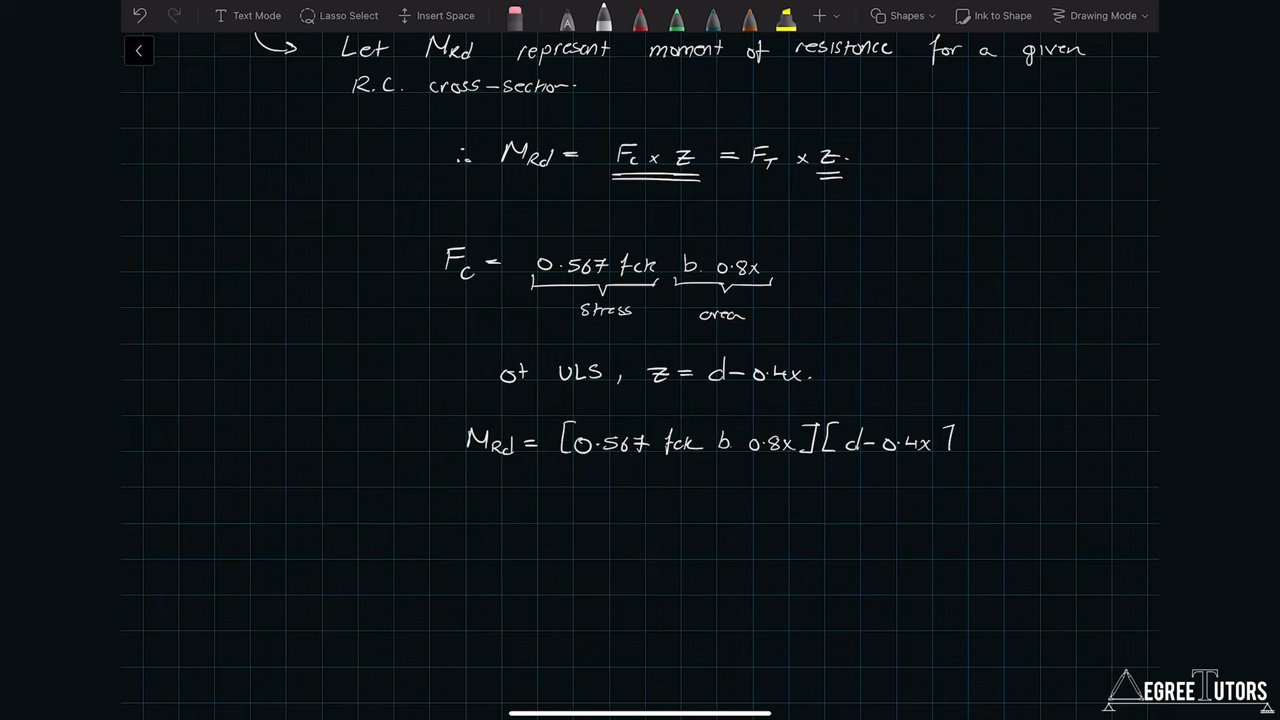 Text Mode Lasso Select Insert Space A Shapes Ink to Shape Drawing Area
Let MRd represent moment of resistance for a given
R.C. cross-section.
∴ MRd = Fc × z = FT × z.
Fc = 0.567 fck b. 0.8x
stress area
at ULS, z = d-0.4x.
MRd = [0.567 fck b 0.8x][d-0.4x]
DEGREE TUTORS